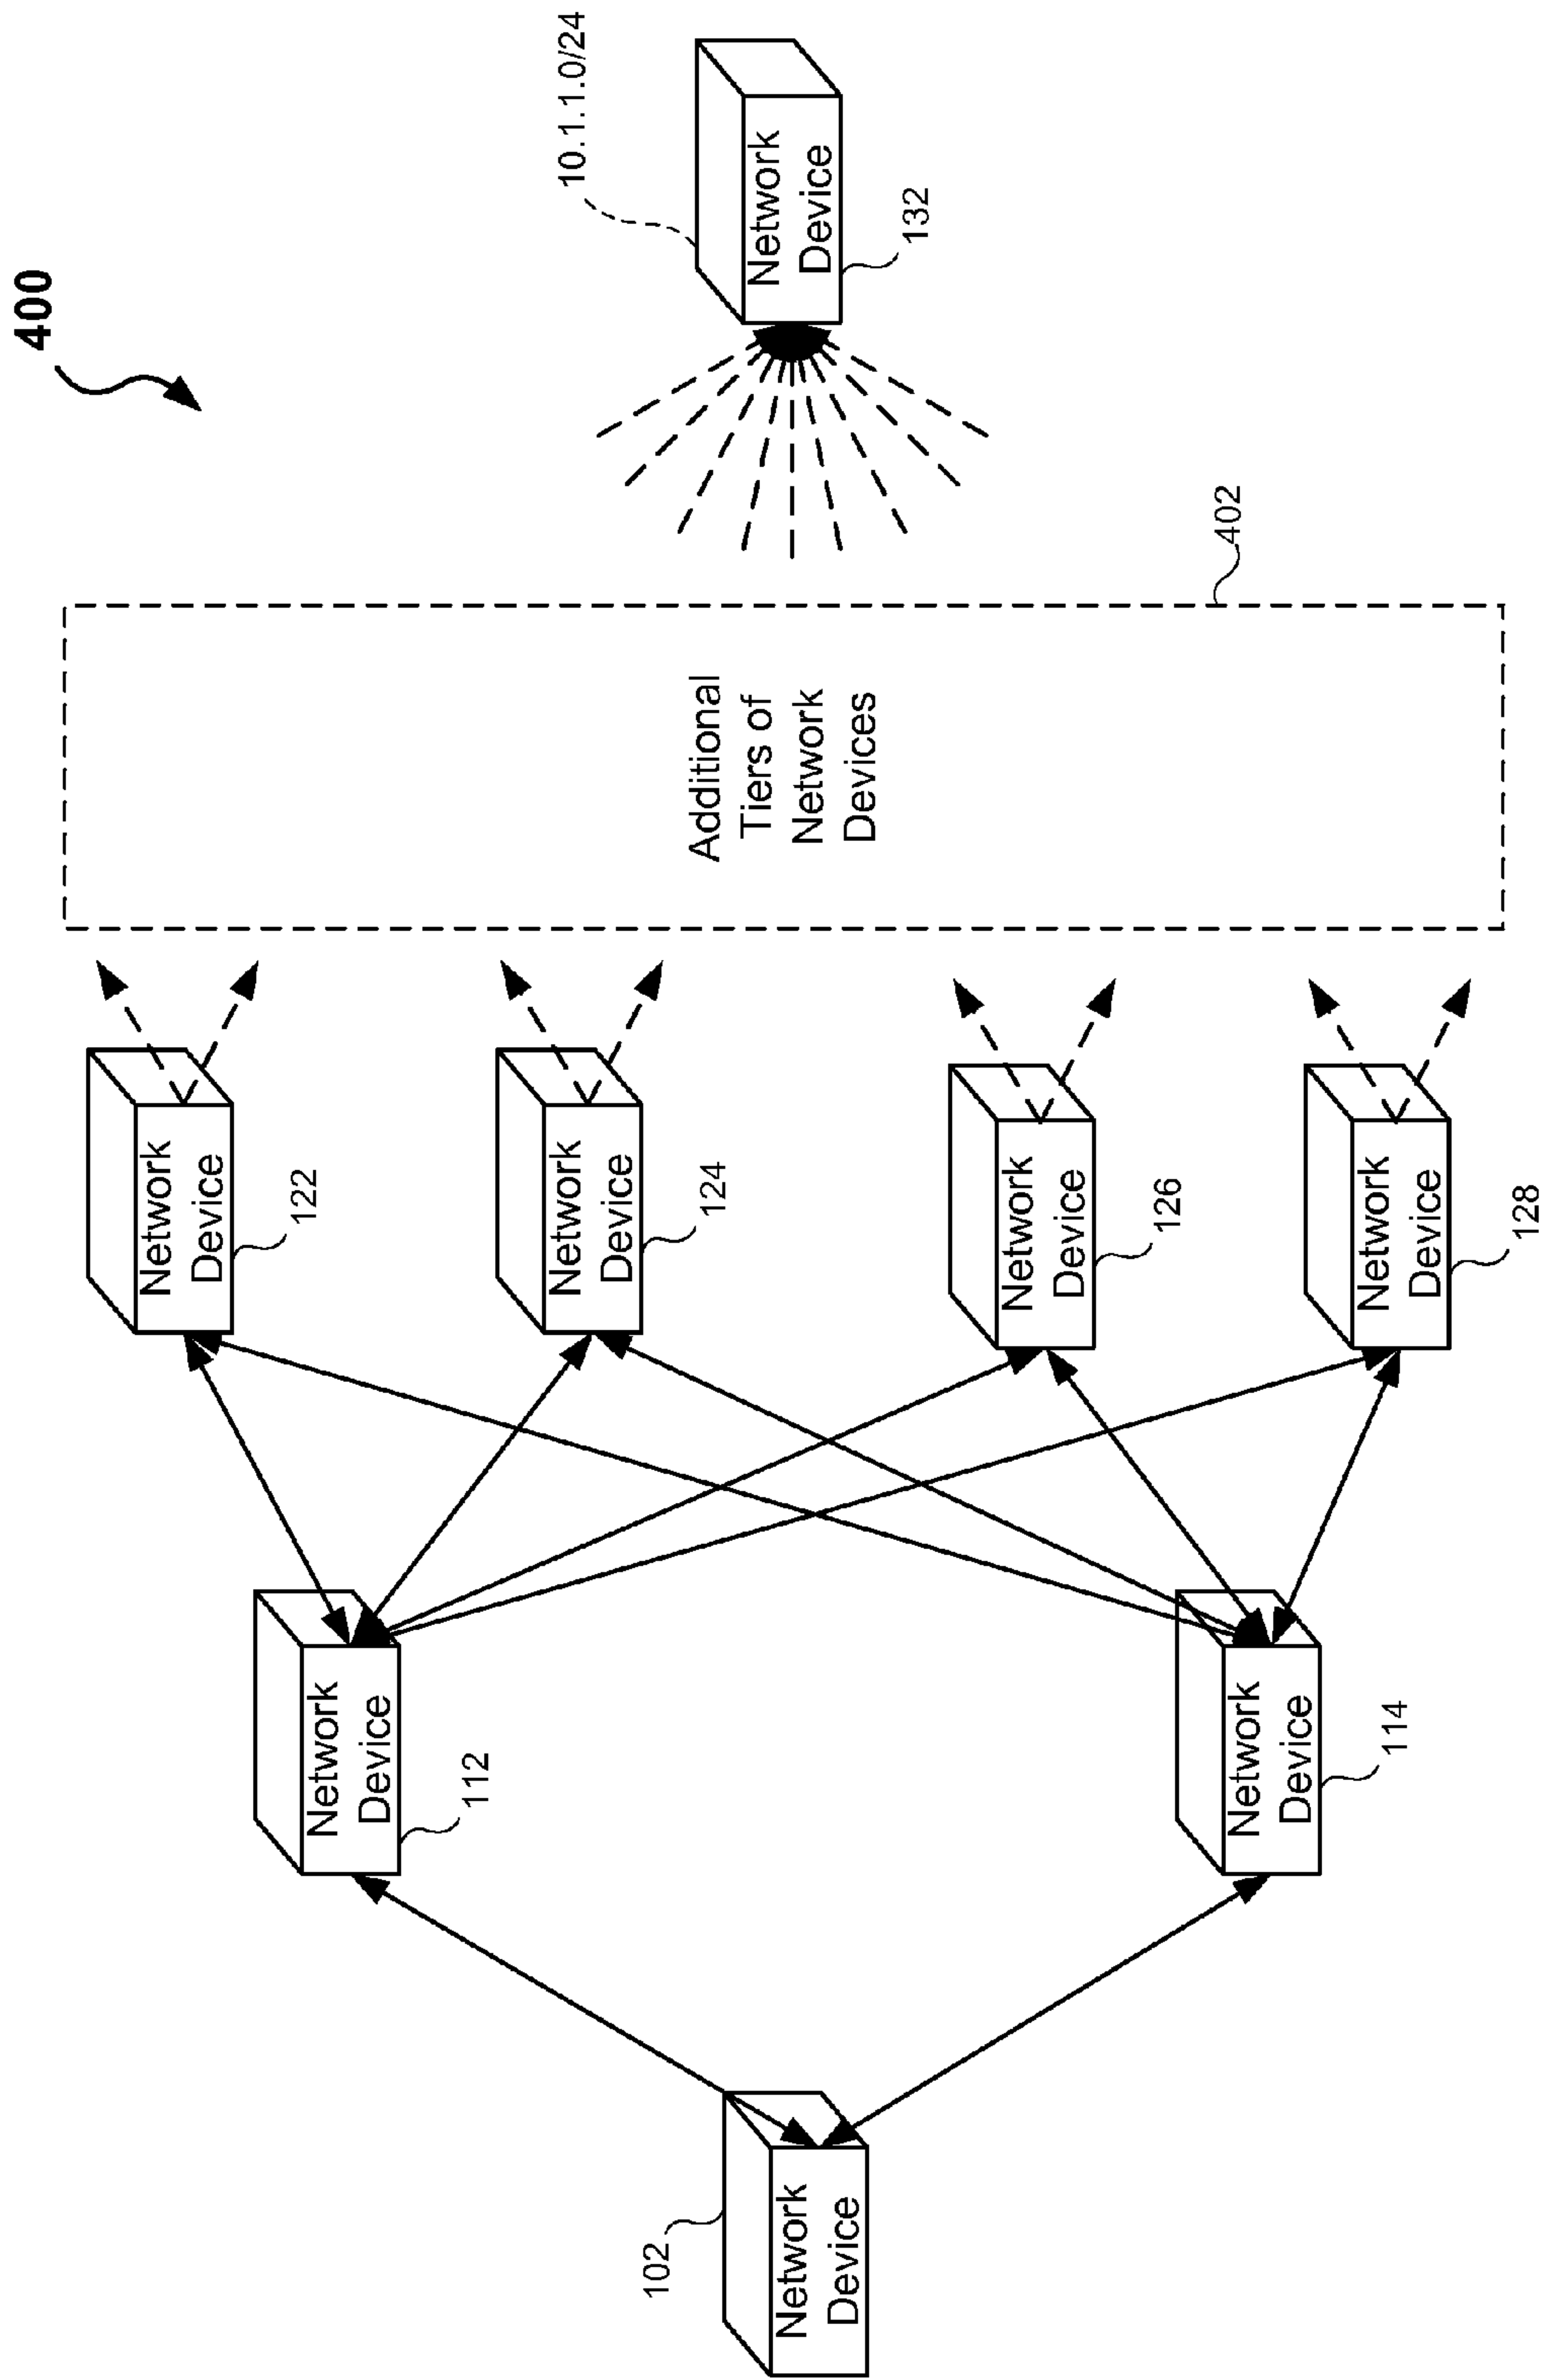 400
10.1.1.0/24
Network
Device
132
402
Additional
Tiers of
Network
Devices
Network
Device
122
Network
Device
124
Network
Device
126
Network
Device
128
Network
Device
112
Network
Device
114
102
Network
Device